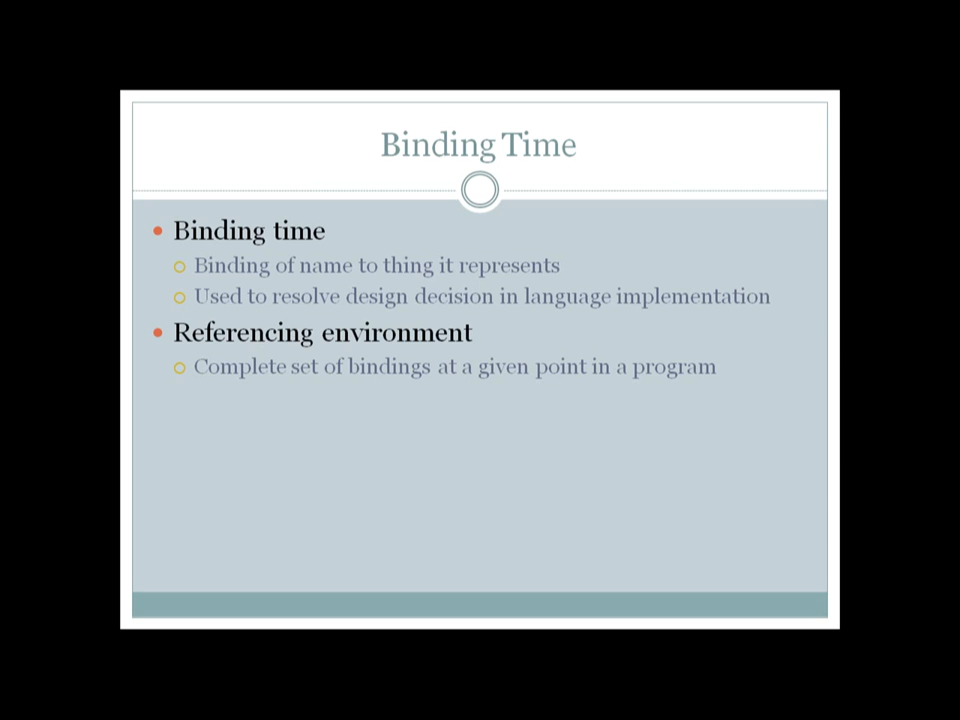 Binding Time
Binding time
Binding of name to thing it represents
Used to resolve design decision in language implementation
Referencing environment
Complete set of bindings at a given point in a program